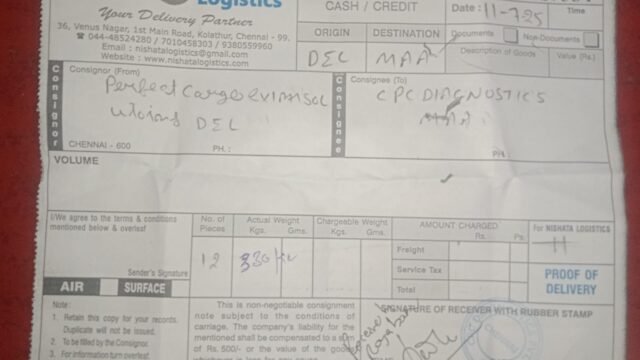 Logistics
Your Delivery Partner
36, Venus Nagar, 1st Main Road, Kolathur, Chennai - 99.
☎ 044-48524280 / 7010458303 / 9380559960
Email : nishatalogistics@gmail.com
Website : www.nishatalogistics.com
CASH / CREDIT
ORIGIN DESTINATION
DEL MAA
Date : 11-7-25 Time
Documents Non-Documents
Description of Goods Value (Rs.)
Consignor
Consignor (From)
Perfect Cargo
DEL
CHENNAI - 600 PH. :
Consignee
Consignee (To)
CPC DIAGNOSTICS
MAA
PH :
VOLUME
I/We agree to the terms & conditions
mentioned below & overleaf
Sender's Signature
AIR SURFACE
No. of Pieces
12
Actual Weight
Kgs. Gms.
330 KG
Chargeable Weight
Kgs. Gms.
AMOUNT CHARGED
Rs. Ps.
Freight
Service Tax
Total
For NISHATA LOGISTICS
PROOF OF
DELIVERY
Note :
1. Retain this copy for your records.
Duplicate will not be issued.
2. To be filled by the Consignor.
3. For information turn overleaf
This is non-negotiable consignment
note subject to the conditions of
carriage. The company's liability for the
mentioned shall be compensated to a
of Rs. 600/- or the value of the
SIGNATURE OF RECEIVER WITH RUBBER STAMP